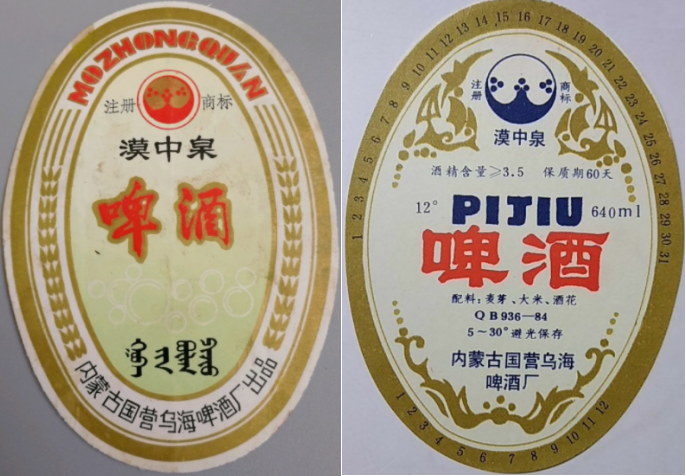 MOZHONGQUAN
注册 商标
漠中泉
啤酒
内蒙古国营乌海啤酒厂出品
1 2 3 4 5 6 7 8 9 10 11 12 13 14 15 16 17 18 19 20 21 22 23 24 25 26 27 28 29 30 31
注册 商标
漠中泉
酒精含量≥3.5 保质期60天
12° PIJIU 640ml
啤酒
配料:麦芽、大米、酒花
QB936—84
5~30°避光保存
内蒙古国营乌海
啤酒厂
1 2 3 4 5 6 7 8 9 10 11 12